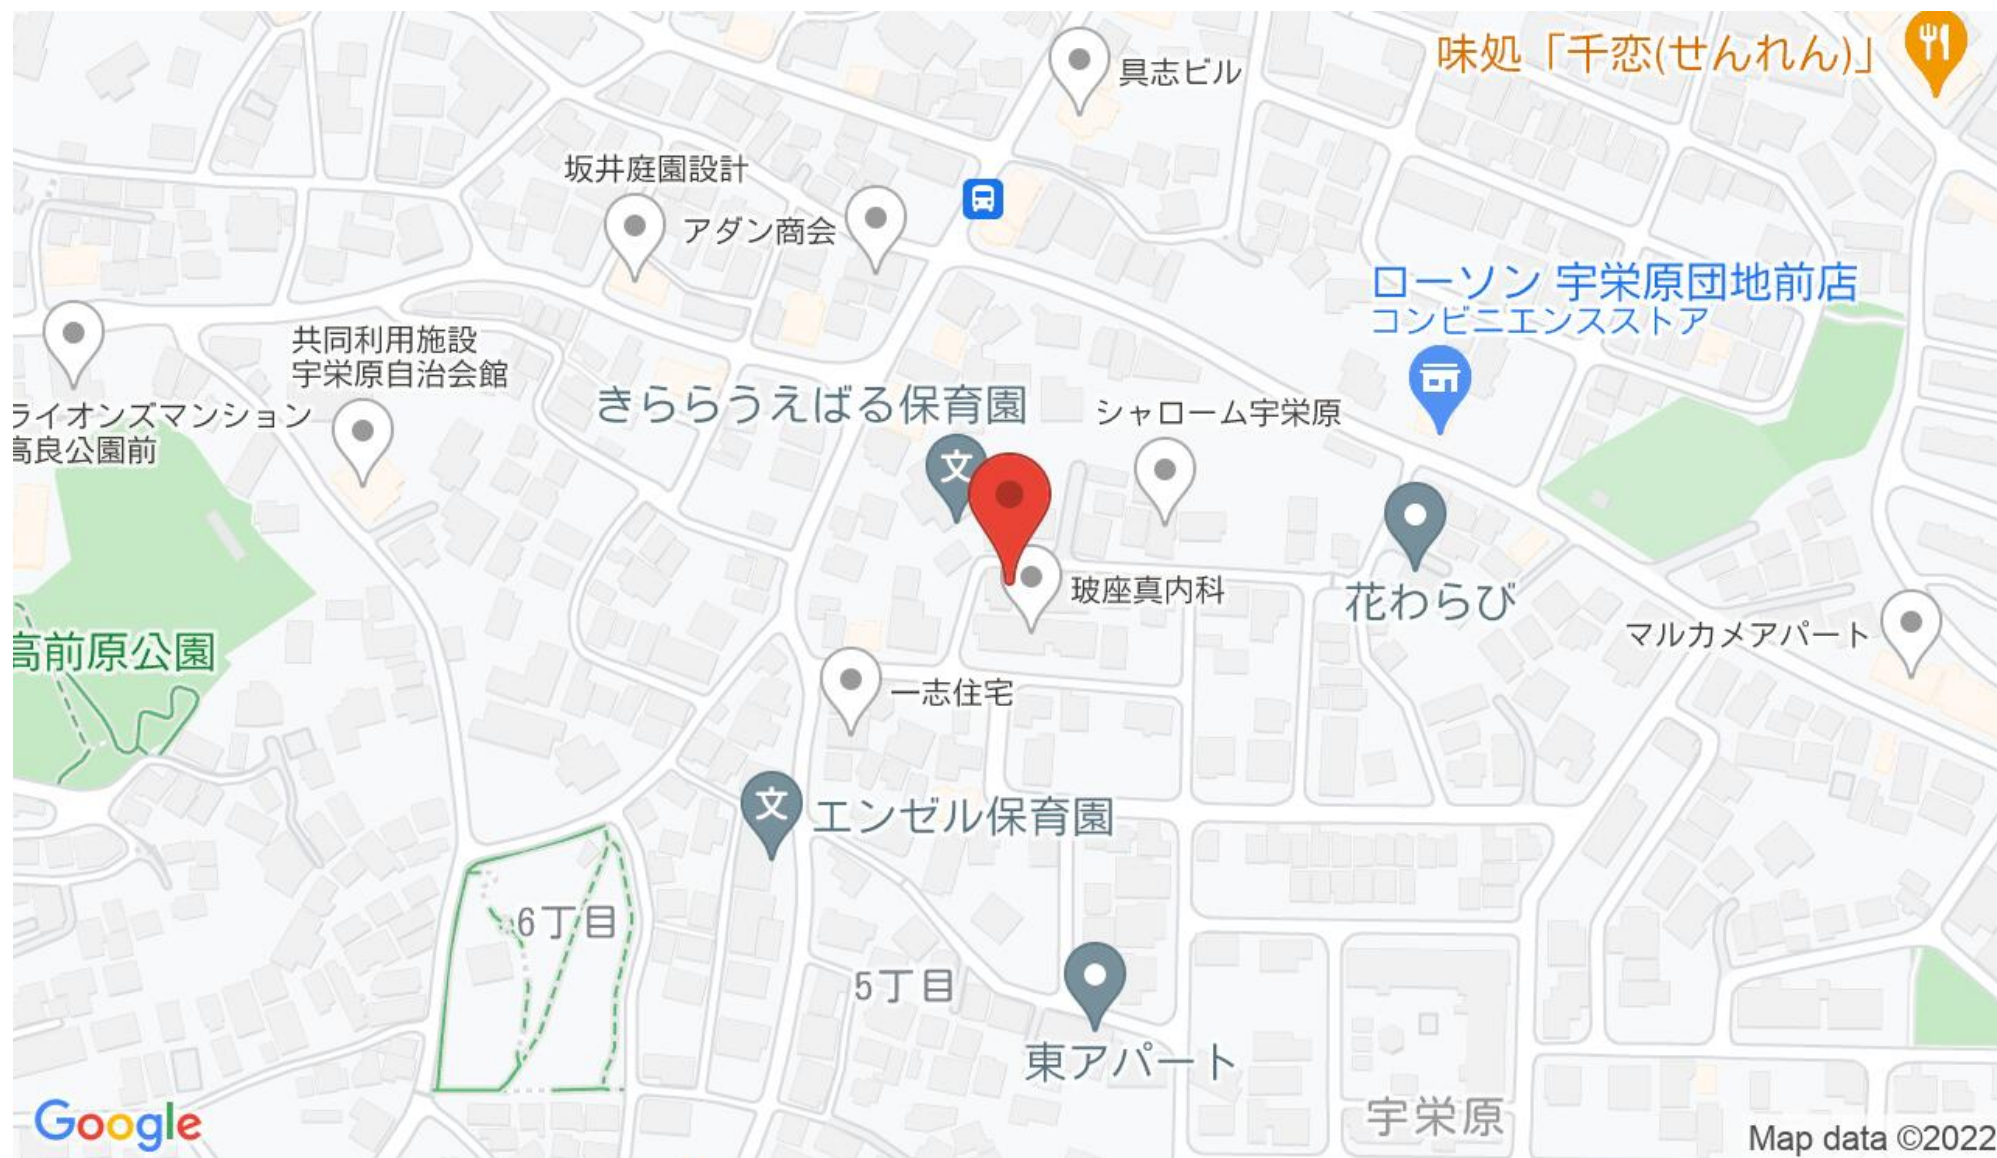 味処「千恋(せんれん)」
具志ビル
坂井庭園設計
アダン商会
ローソン 宇栄原団地前店
コンビニエンスストア
共同利用施設
宇栄原自治会館
ライオンズマンション
高良公園前
きららうえばる保育園
シャローム宇栄原
文
玻座真内科
花わらび
マルカメアパート
高前原公園
一志住宅
文
エンゼル保育園
6丁目
5丁目
東アパート
宇栄原
Google
Map data ©2022